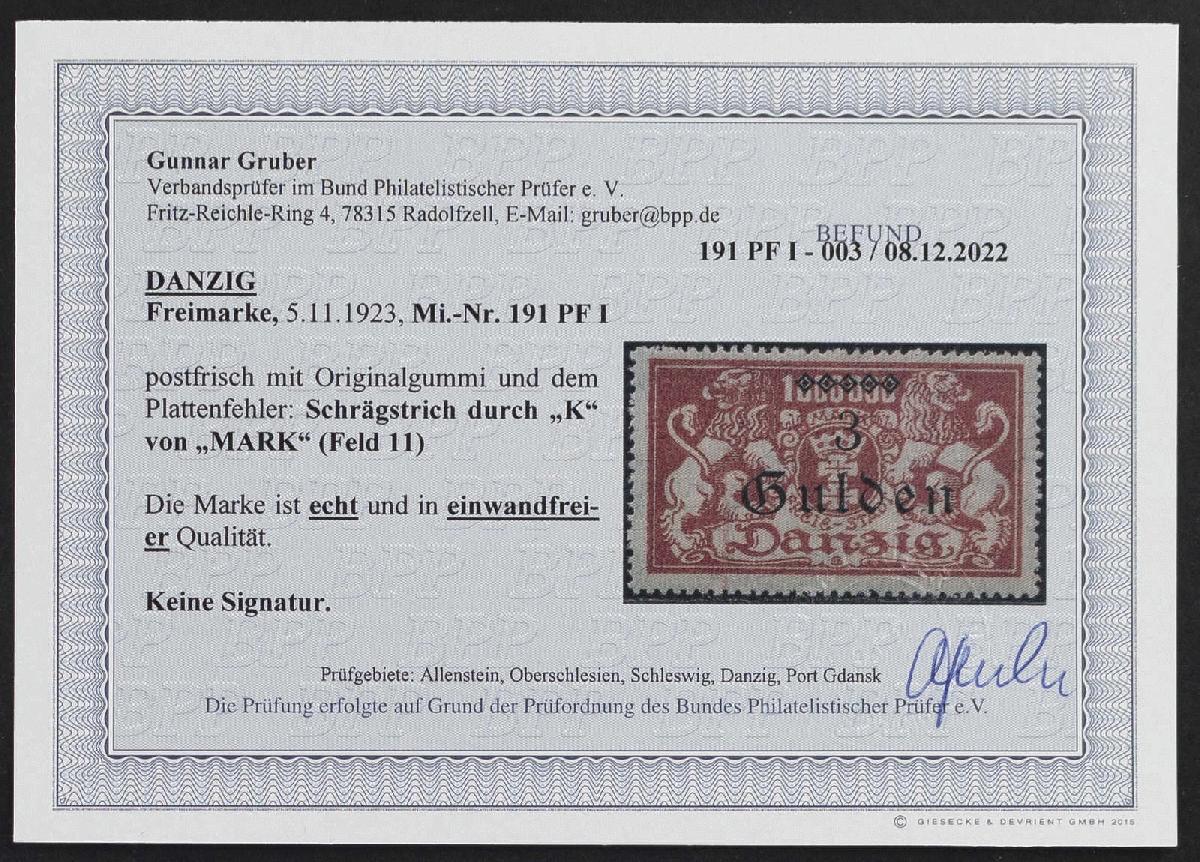 Gunnar Gruber
Verbandsprüfer im Bund Philatelistischer Prüfer e. V.
Fritz-Reichle-Ring 4, 78315 Radolfzell, E-Mail: gruber@bpp.de
BEFUND
191 PF I - 003 / 08.12.2022
DANZIG
Freimarke, 5.11.1923, Mi.-Nr. 191 PF I
postfrisch mit Originalgummi und dem
Plattenfehler: Schrägstrich durch „K“
von „MARK“ (Feld 11)
Die Marke ist echt und in einwandfrei-
er Qualität.
Keine Signatur.
1000000
MARK
3
Gulden
Danzig
Prüfgebiete: Allenstein, Oberschlesien, Schleswig, Danzig, Port Gdansk
Die Prüfung erfolgte auf Grund der Prüfordnung des Bundes Philatelistischer Prüfer e.V.
© GIESECKE & DEVRIENT GMBH 2015